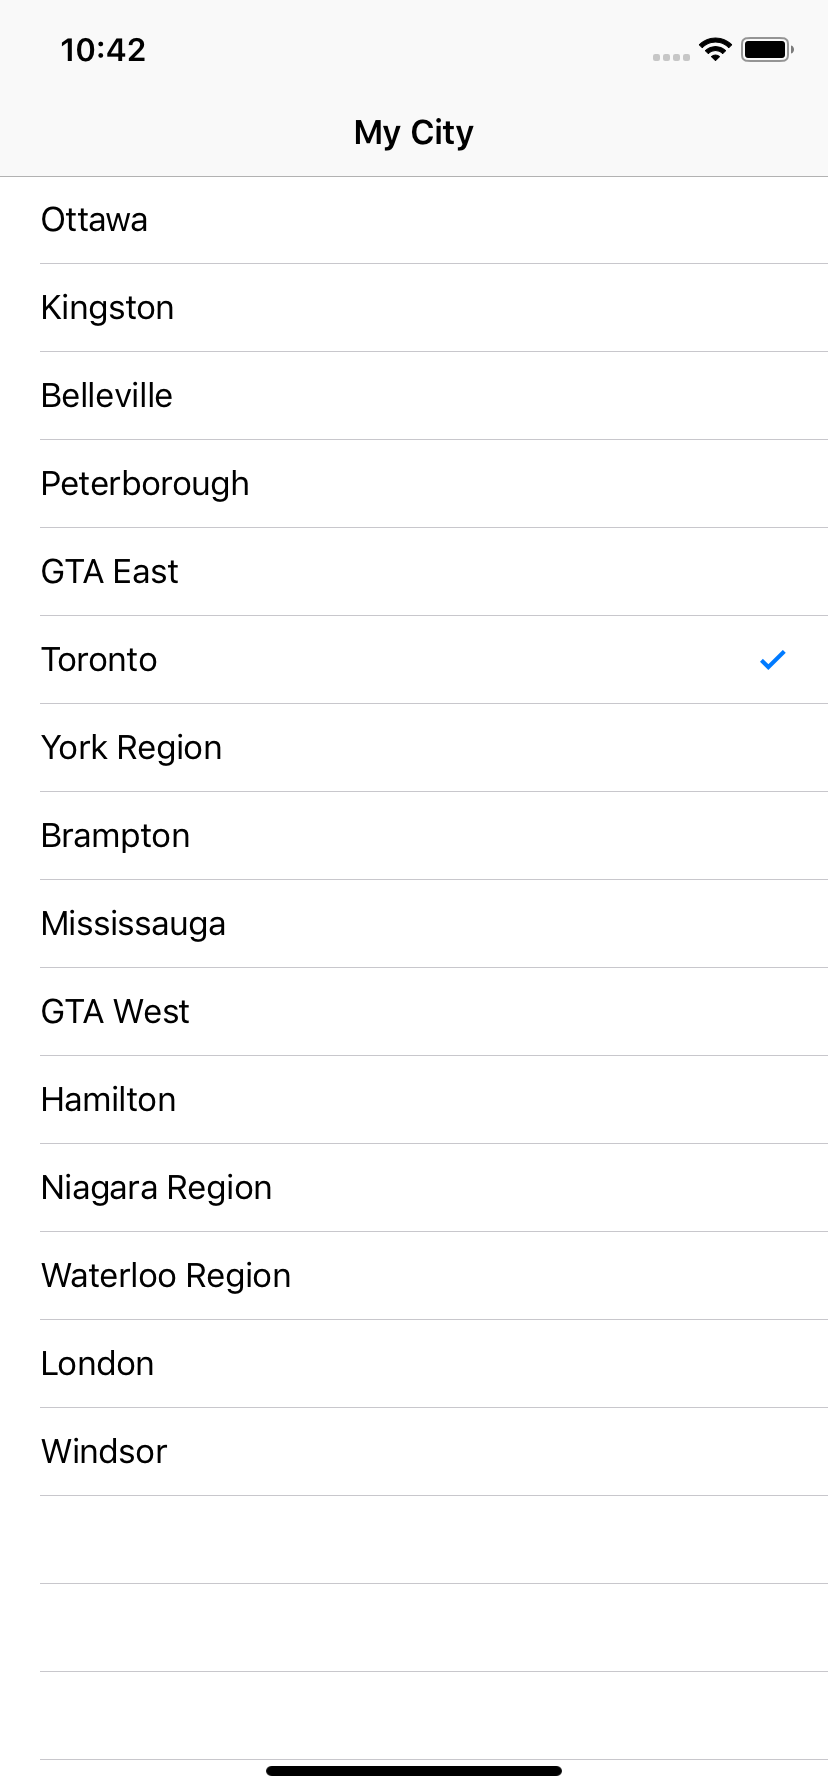 10:42
My City
Ottawa
Kingston
Belleville
Peterborough
GTA East
Toronto
York Region
Brampton
Mississauga
GTA West
Hamilton
Niagara Region
Waterloo Region
London
Windsor